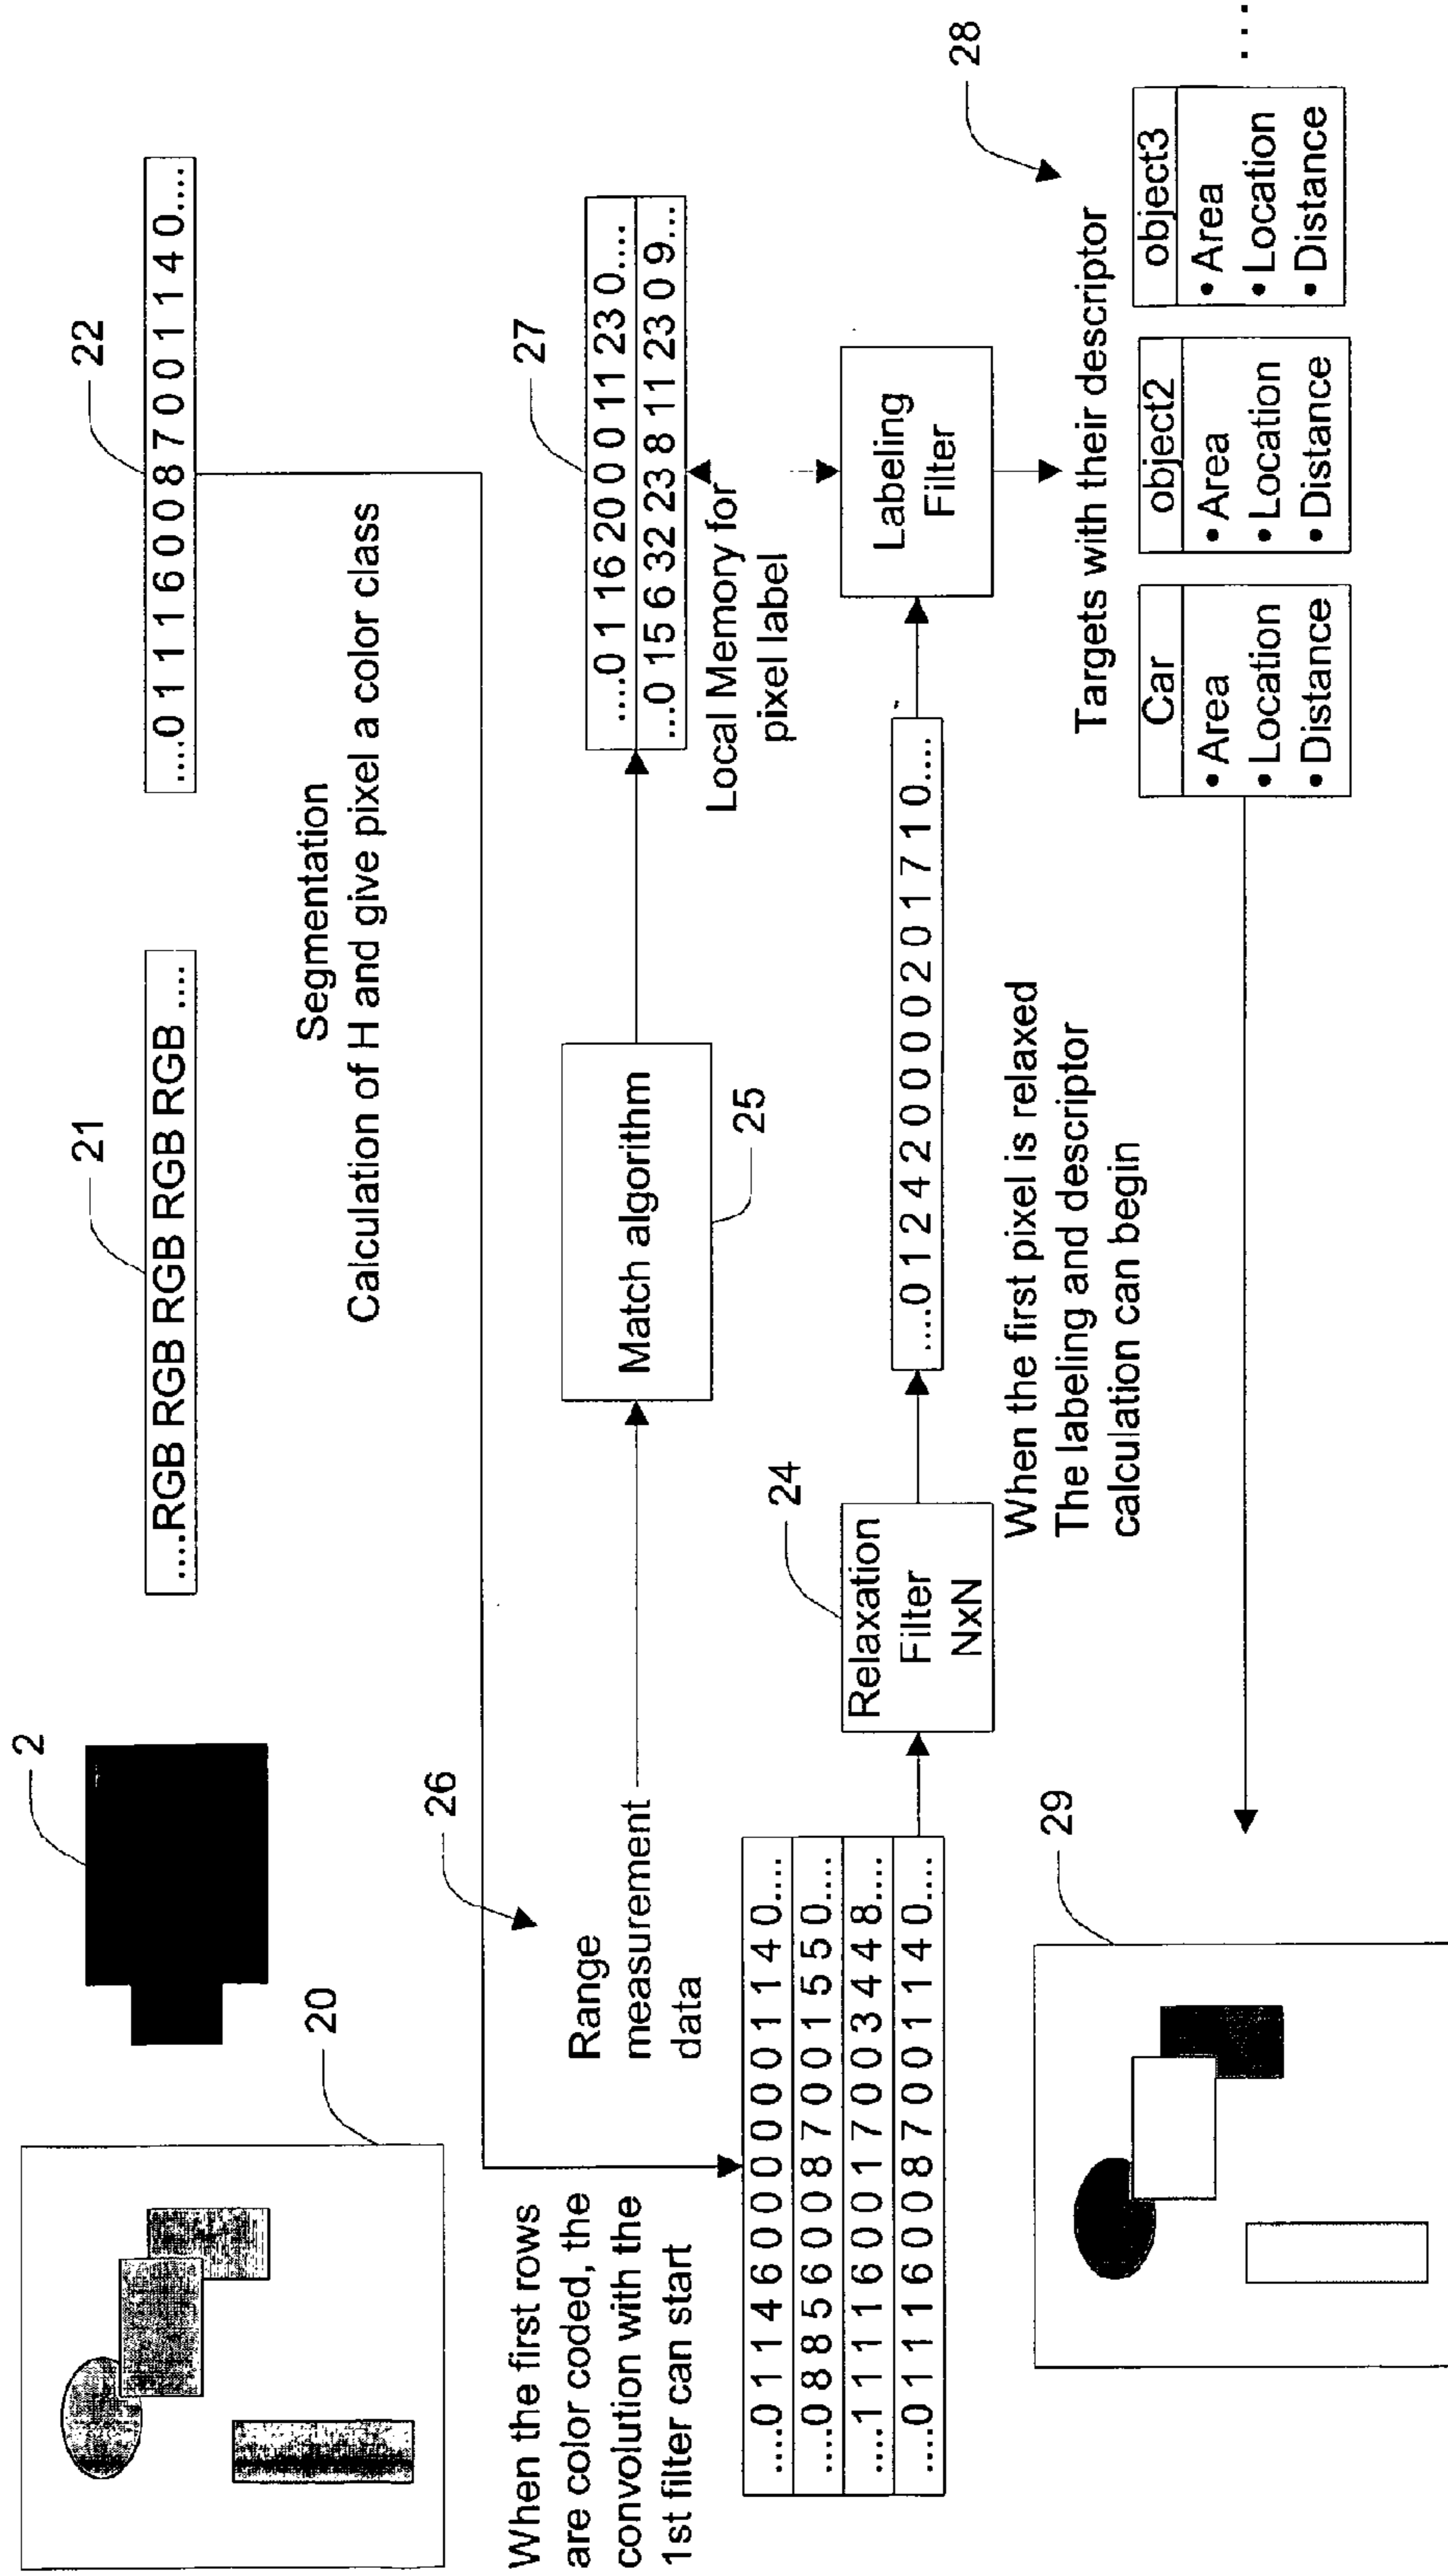 20
2
21
....RGB RGB RGB RGB RGB RGB ....
22
....0 1 1 1 6 0 0 8 7 0 0 1 1 4 0....
Segmentation
Calculation of H and give pixel a color class
When the first rows
are color coded, the
convolution with the
1st filter can start
26
Range
measurement
data
Match algorithm
25
27
....0 1 16 20 0 0 11 23 0....
...0 15 6 32 23 8 11 23 0 9...
Local Memory for
pixel label
....0 1 1 4 6 0 0 0 0 0 0 1 1 4 0....
....0 8 8 5 6 0 0 8 7 0 0 1 5 5 0....
....1 1 1 1 6 0 0 1 7 0 0 3 4 4 8....
....0 1 1 1 6 0 0 8 7 0 0 1 1 4 0....
24
Relaxation
Filter
NxN
....0 1 2 4 2 0 0 0 0 2 0 1 7 1 0....
When the first pixel is relaxed
The labeling and descriptor
calculation can begin
Labeling
Filter
28
Targets with their descriptor
Car
• Area
• Location
• Distance
object2
• Area
• Location
• Distance
object3
• Area
• Location
• Distance
...
29